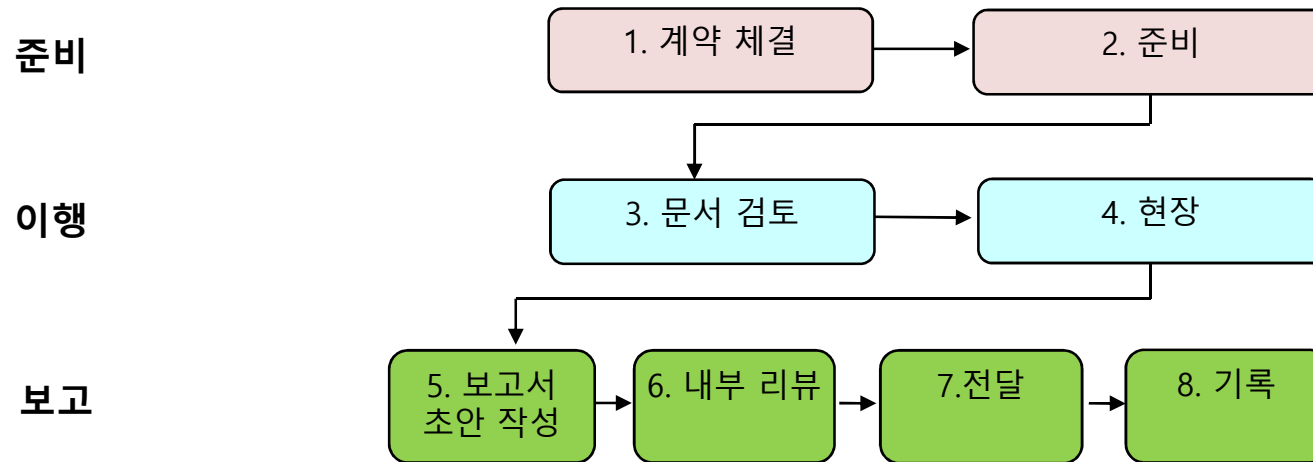 준비
1. 계약 체결
2. 준비
이행
3. 문서 검토
4. 현장
보고
5. 보고서
초안 작성
6. 내부 리뷰
7.전달
8. 기록